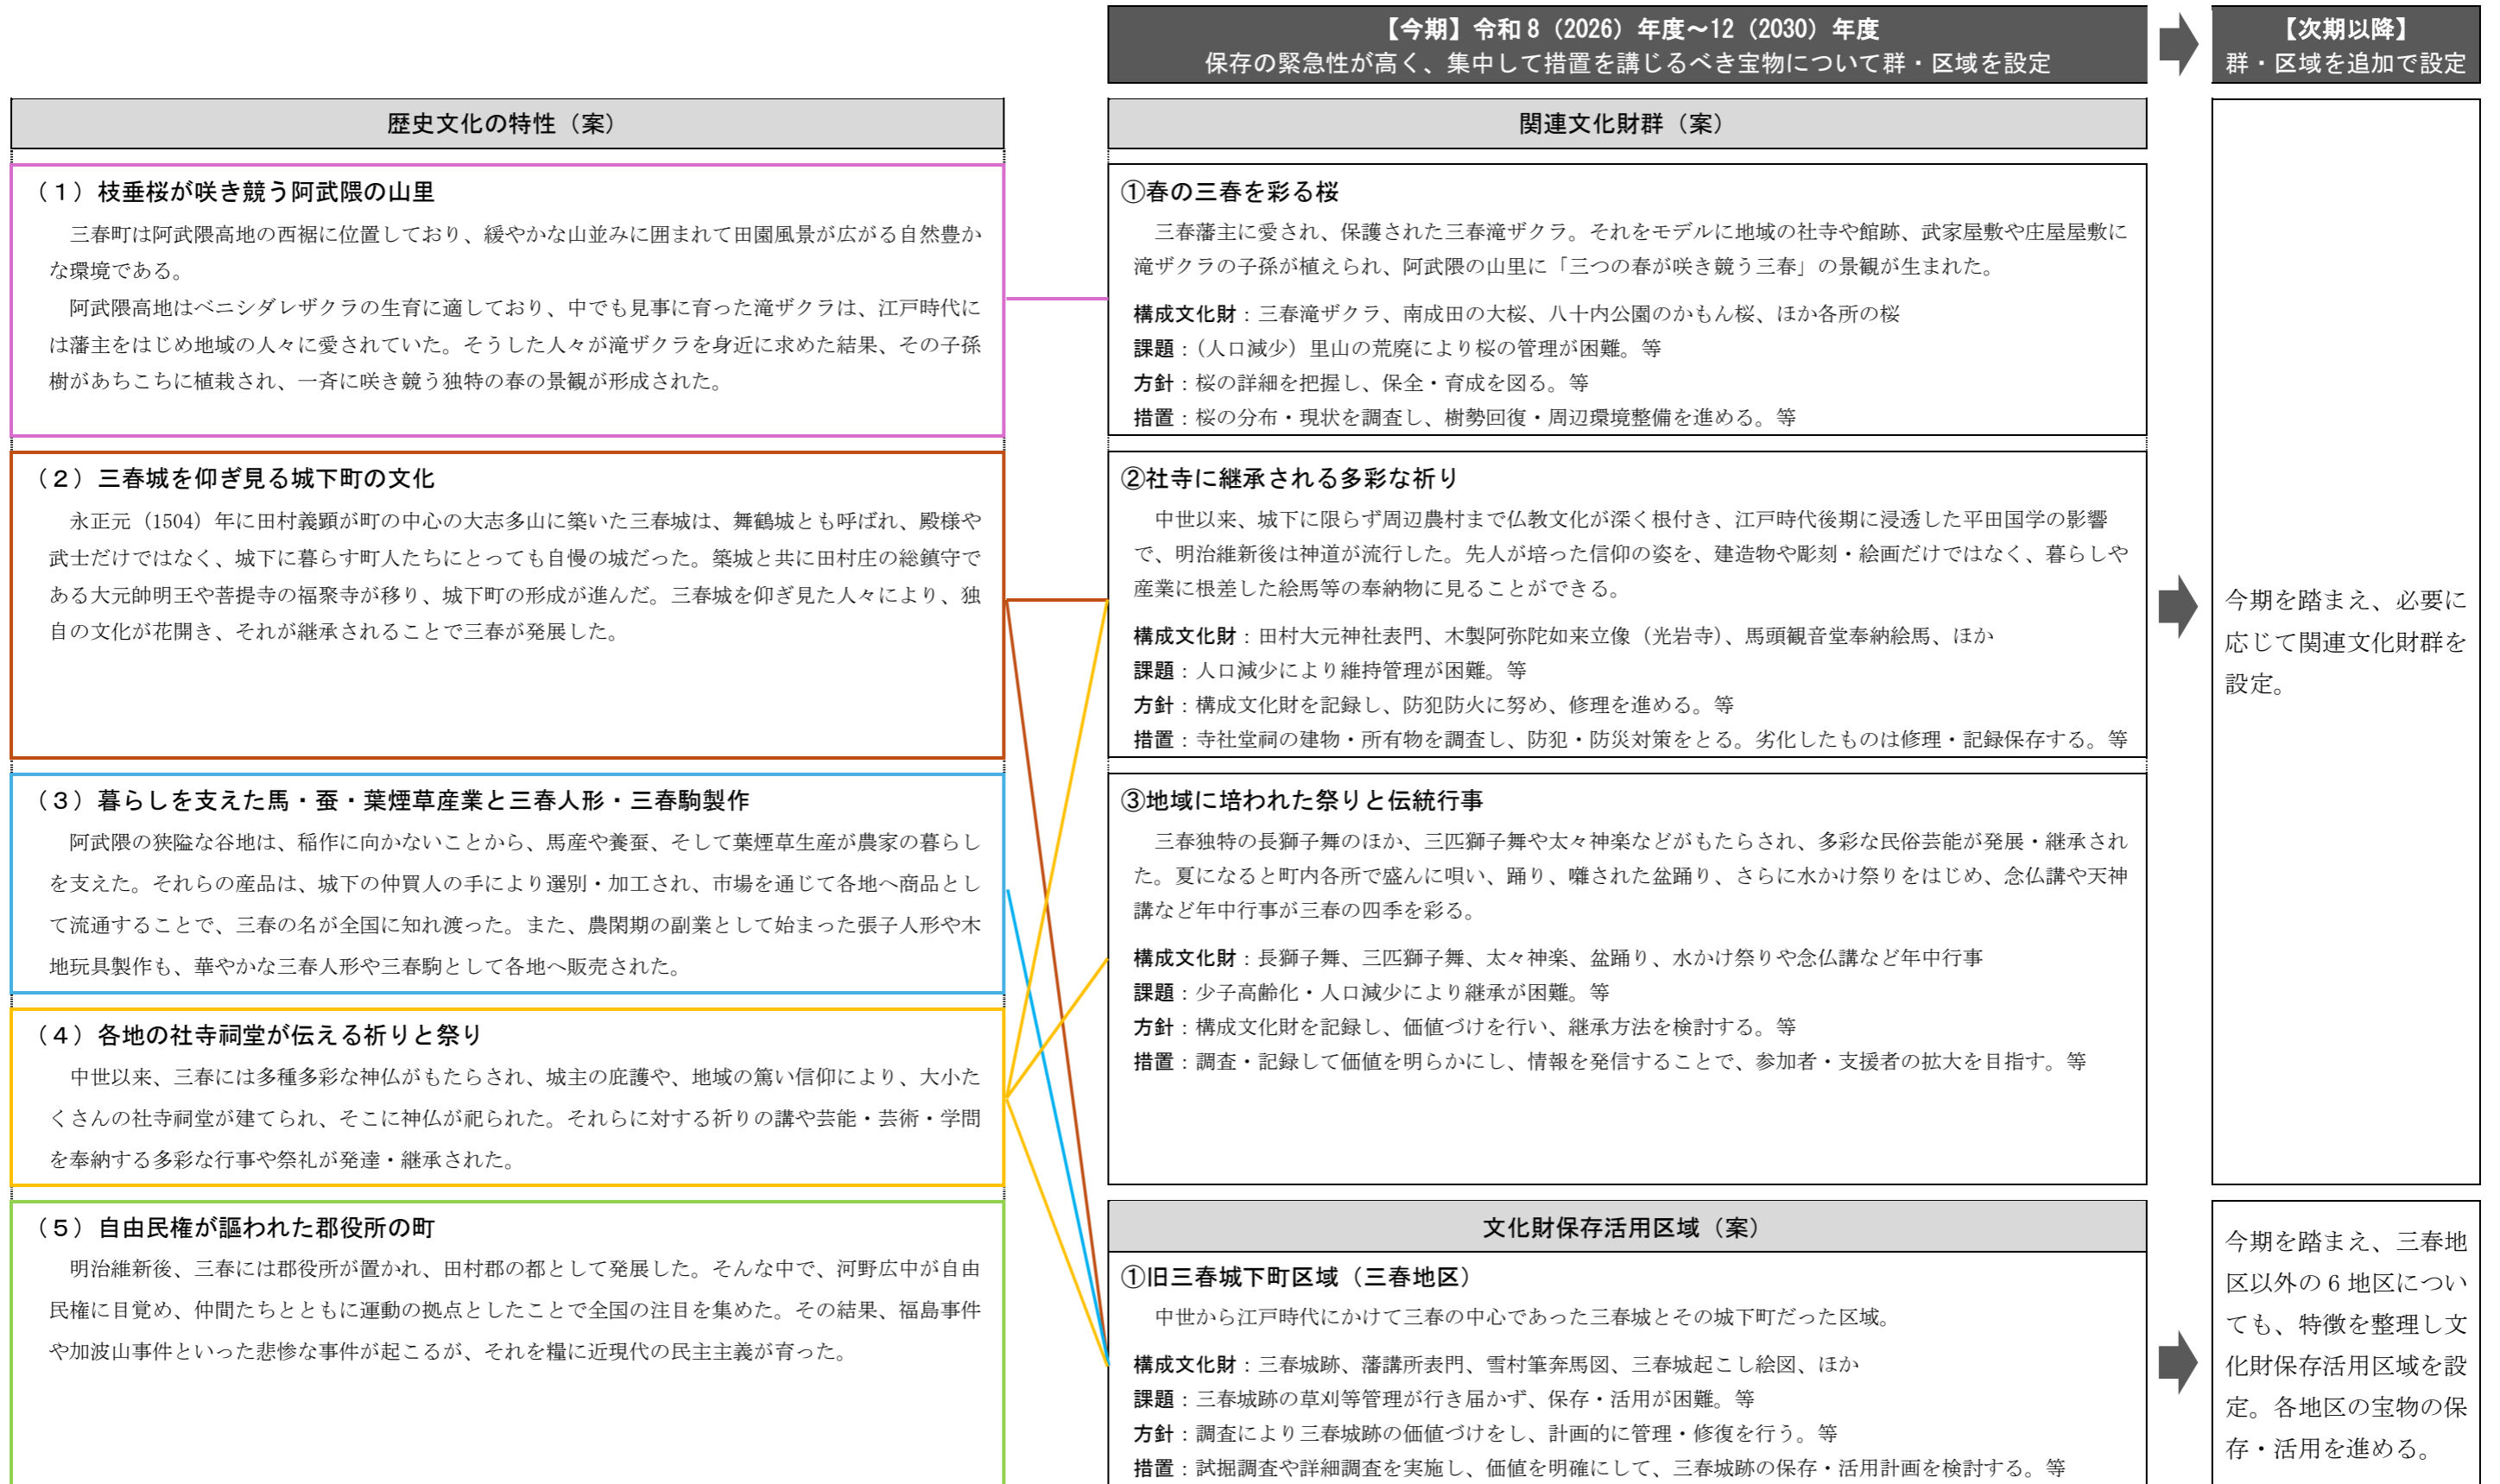 【今期】令和8（2026）年度～12（2030）年度
保存の緊急性が高く、集中して措置を講じるべき宝物について群・区域を設定
【次期以降】
群・区域を追加で設定
歴史文化の特性（案）
（1）枝垂桜が咲き競う阿武隈の山里
三春町は阿武隈高地の西裾に位置しており、緩やかな山並みに囲まれて田園風景が広がる自然豊か
な環境である。
阿武隈高地はベニシダレザクラの生育に適しており、中でも見事に育った滝ザクラは、江戸時代に
は藩主をはじめ地域の人々に愛されていた。そうした人々が滝ザクラを身近に求めた結果、その子孫
樹があちこちに植栽され、一斉に咲き競う独特の春の景観が形成された。
（2）三春城を仰ぎ見る城下町の文化
永正元（1504）年に田村義顕が町の中心の大志多山に築いた三春城は、舞鶴城とも呼ばれ、殿様や
武士だけではなく、城下に暮らす町人たちにとっても自慢の城だった。築城と共に田村庄の総鎮守で
ある大元帥明王や菩提寺の福聚寺が移り、城下町の形成が進んだ。三春城を仰ぎ見た人々により、独
自の文化が花開き、それが継承されることで三春が発展した。
（3）暮らしを支えた馬・蚕・葉煙草産業と三春人形・三春駒製作
阿武隈の狭隘な谷地は、稲作に向かないことから、馬産や養蚕、そして葉煙草生産が農家の暮らし
を支えた。それらの産品は、城下の仲買人の手により選別・加工され、市場を通じて各地へ商品とし
て流通することで、三春の名が全国に知れ渡った。また、農閑期の副業として始まった張子人形や木
地玩具製作も、華やかな三春人形や三春駒として各地へ販売された。
（4）各地の社寺祠堂が伝える祈りと祭り
中世以来、三春には多種多彩な神仏がもたらされ、城主の庇護や、地域の篤い信仰により、大小た
くさんの社寺祠堂が建てられ、そこに神仏が祀られた。それらに対する祈りの講や芸能・芸術・学問
を奉納する多彩な行事や祭礼が発達・継承された。
（5）自由民権が謳われた郡役所の町
明治維新後、三春には郡役所が置かれ、田村郡の都として発展した。そんな中で、河野広中が自由
民権に目覚め、仲間たちとともに運動の拠点としたことで全国の注目を集めた。その結果、福島事件
や加波山事件といった悲惨な事件が起こるが、それを糧に近現代の民主主義が育った。
関連文化財群（案）
①春の三春を彩る桜
三春藩主に愛され、保護された三春滝ザクラ。それをモデルに地域の社寺や館跡、武家屋敷や庄屋屋敷に
滝ザクラの子孫が植えられ、阿武隈の山里に「三つの春が咲き競う三春」の景観が生まれた。
構成文化財：三春滝ザクラ、南成田の大桜、八十内公園のかもん桜、ほか各所の桜
課題：（人口減少）里山の荒廃により桜の管理が困難。等
方針：桜の詳細を把握し、保全・育成を図る。等
措置：桜の分布・現状を調査し、樹勢回復・周辺環境整備を進める。等
②社寺に継承される多彩な祈り
中世以来、城下に限らず周辺農村まで仏教文化が深く根付き、江戸時代後期に浸透した平田国学の影響
で、明治維新後は神道が流行した。先人が培った信仰の姿を、建造物や彫刻・絵画だけではなく、暮らしや
産業に根差した絵馬等の奉納物に見ることができる。
構成文化財：田村大元神社表門、木製阿弥陀如来立像（光岩寺）、馬頭観音堂奉納絵馬、ほか
課題：人口減少により維持管理が困難。等
方針：構成文化財を記録し、防犯防火に努め、修理を進める。等
措置：寺社堂祠の建物・所有物を調査し、防犯・防災対策をとる。劣化したものは修理・記録保存する。等
③地域に培われた祭りと伝統行事
三春独特の長獅子舞のほか、三匹獅子舞や太々神楽などがもたらされ、多彩な民俗芸能が発展・継承され
た。夏になると町内各所で盛んに唄い、踊り、囃された盆踊り、さらに水かけ祭りをはじめ、念仏講や天神
講など年中行事が三春の四季を彩る。
構成文化財：長獅子舞、三匹獅子舞、太々神楽、盆踊り、水かけ祭りや念仏講など年中行事
課題：少子高齢化・人口減少により継承が困難。等
方針：構成文化財を記録し、価値づけを行い、継承方法を検討する。等
措置：調査・記録して価値を明らかにし、情報を発信することで、参加者・支援者の拡大を目指す。等
文化財保存活用区域（案）
①旧三春城下町区域（三春地区）
中世から江戸時代にかけて三春の中心であった三春城とその城下町だった区域。
構成文化財：三春城跡、藩講所表門、雪村筆奔馬図、三春城起こし絵図、ほか
課題：三春城跡の草刈等管理が行き届かず、保存・活用が困難。等
方針：調査により三春城跡の価値づけをし、計画的に管理・修復を行う。等
措置：試掘調査や詳細調査を実施し、価値を明確にして、三春城跡の保存・活用計画を検討する。等
今期を踏まえ、必要に
応じて関連文化財群を
設定。
今期を踏まえ、三春地
区以外の6地区につい
ても、特徴を整理し文
化財保存活用区域を設
定。各地区の宝物の保
存・活用を進める。